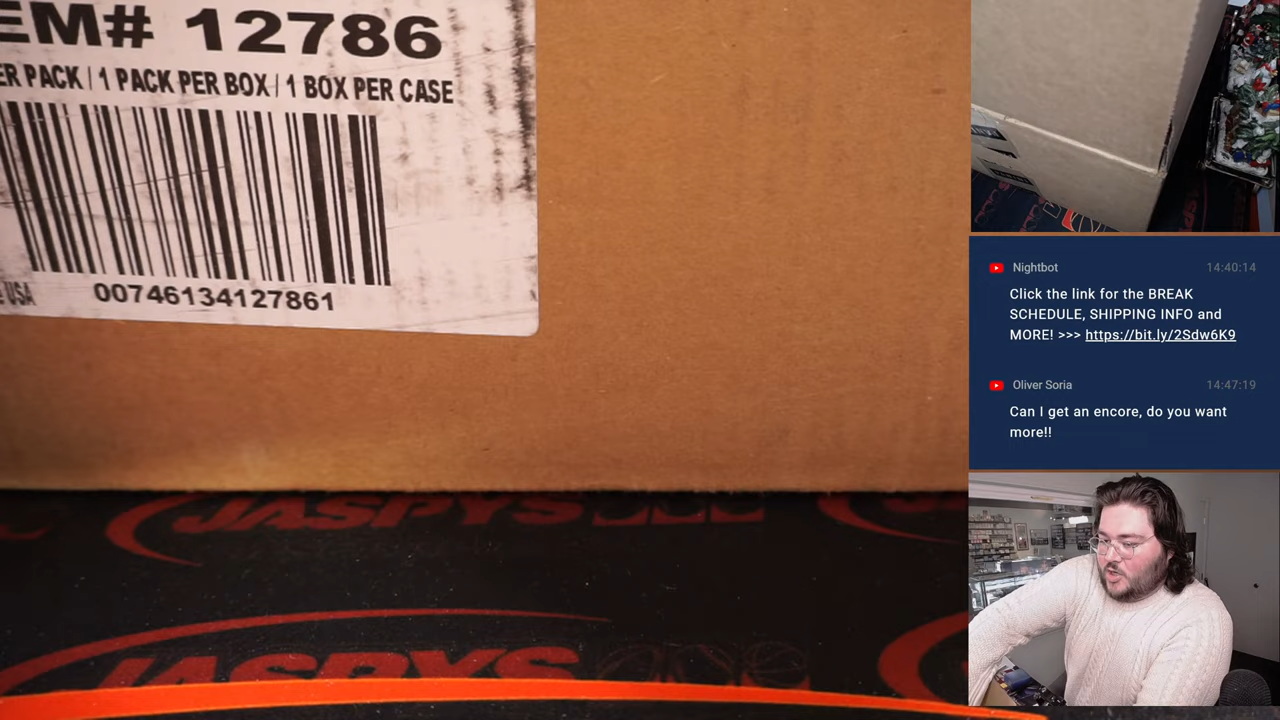 EM# 12786
ER PACK / 1 PACK PER BOX / 1 BOX PER CASE
USA
00746134127861
JASPYS
JASPYS
Nightbot 14:40:14
Click the link for the BREAK
SCHEDULE, SHIPPING INFO and
MORE! >>> https://bit.ly/2Sdw6K9
Oliver Soria 14:47:19
Can I get an encore, do you want
more!!